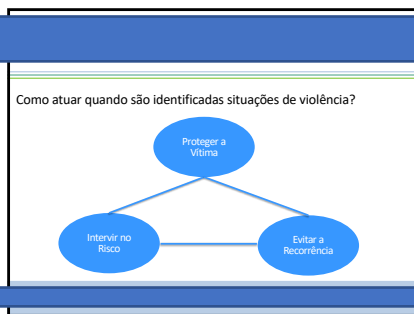 Como atuar quando são identificadas situações de violência?
Proteger a
Vítima
Intervir no
Risco
Evitar a
Recorrência